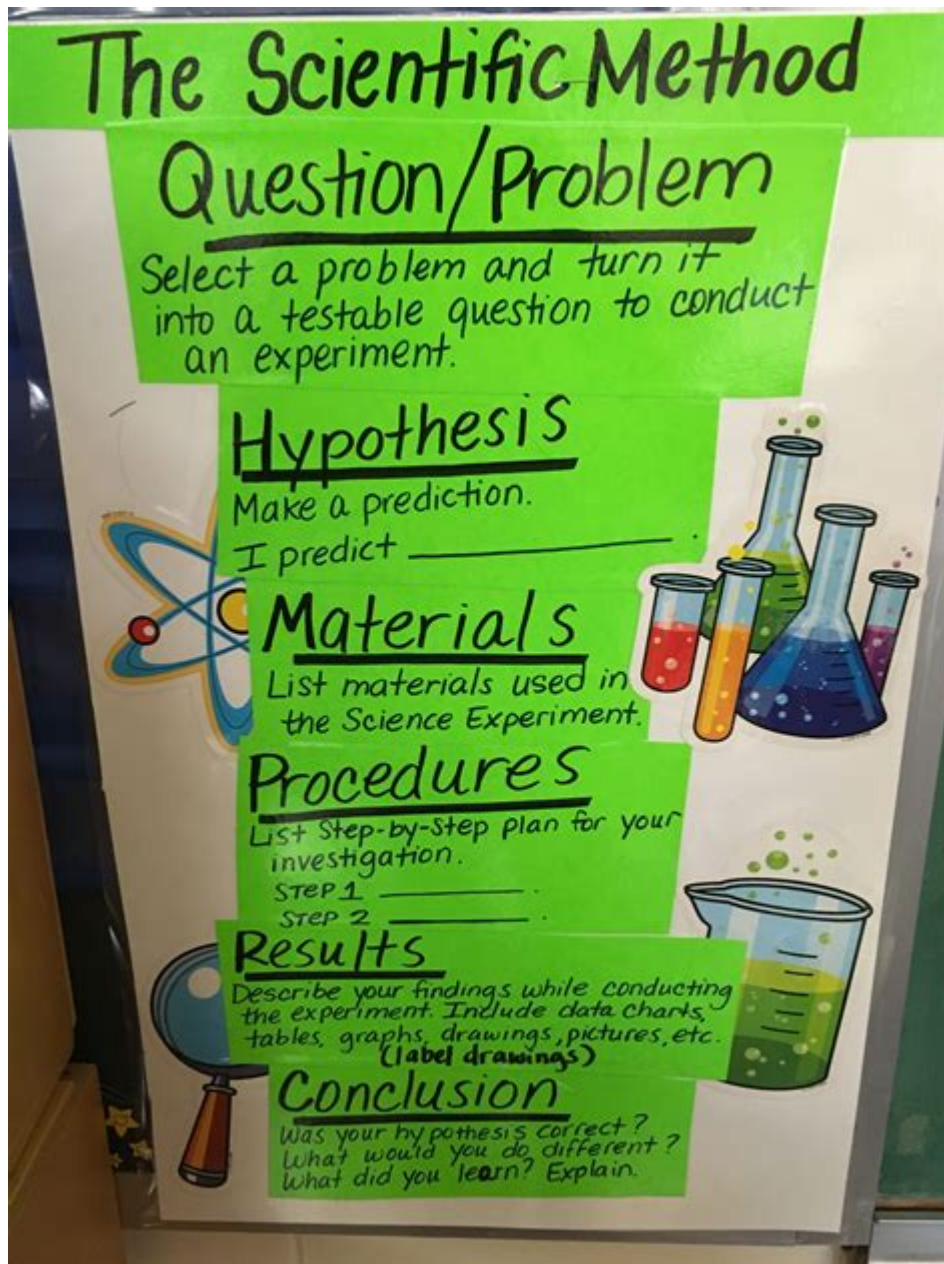 The Scientific Method
Question/Problem
Select a problem and turn it
into a testable question to conduct
an experiment.
Hypothesis
Make a prediction.
I predict ____________________.
Materials
List materials used in
the Science Experiment.
Procedures
List Step-by-Step plan for your
investigation.
STEP 1 __________.
STEP 2 __________.
Results
Describe your findings while conducting
the experiment. Include data charts,
tables, graphs, drawings, pictures, etc.
(label drawings)
Conclusion
Was your hypothesis correct?
What would you do different?
What did you learn? Explain.